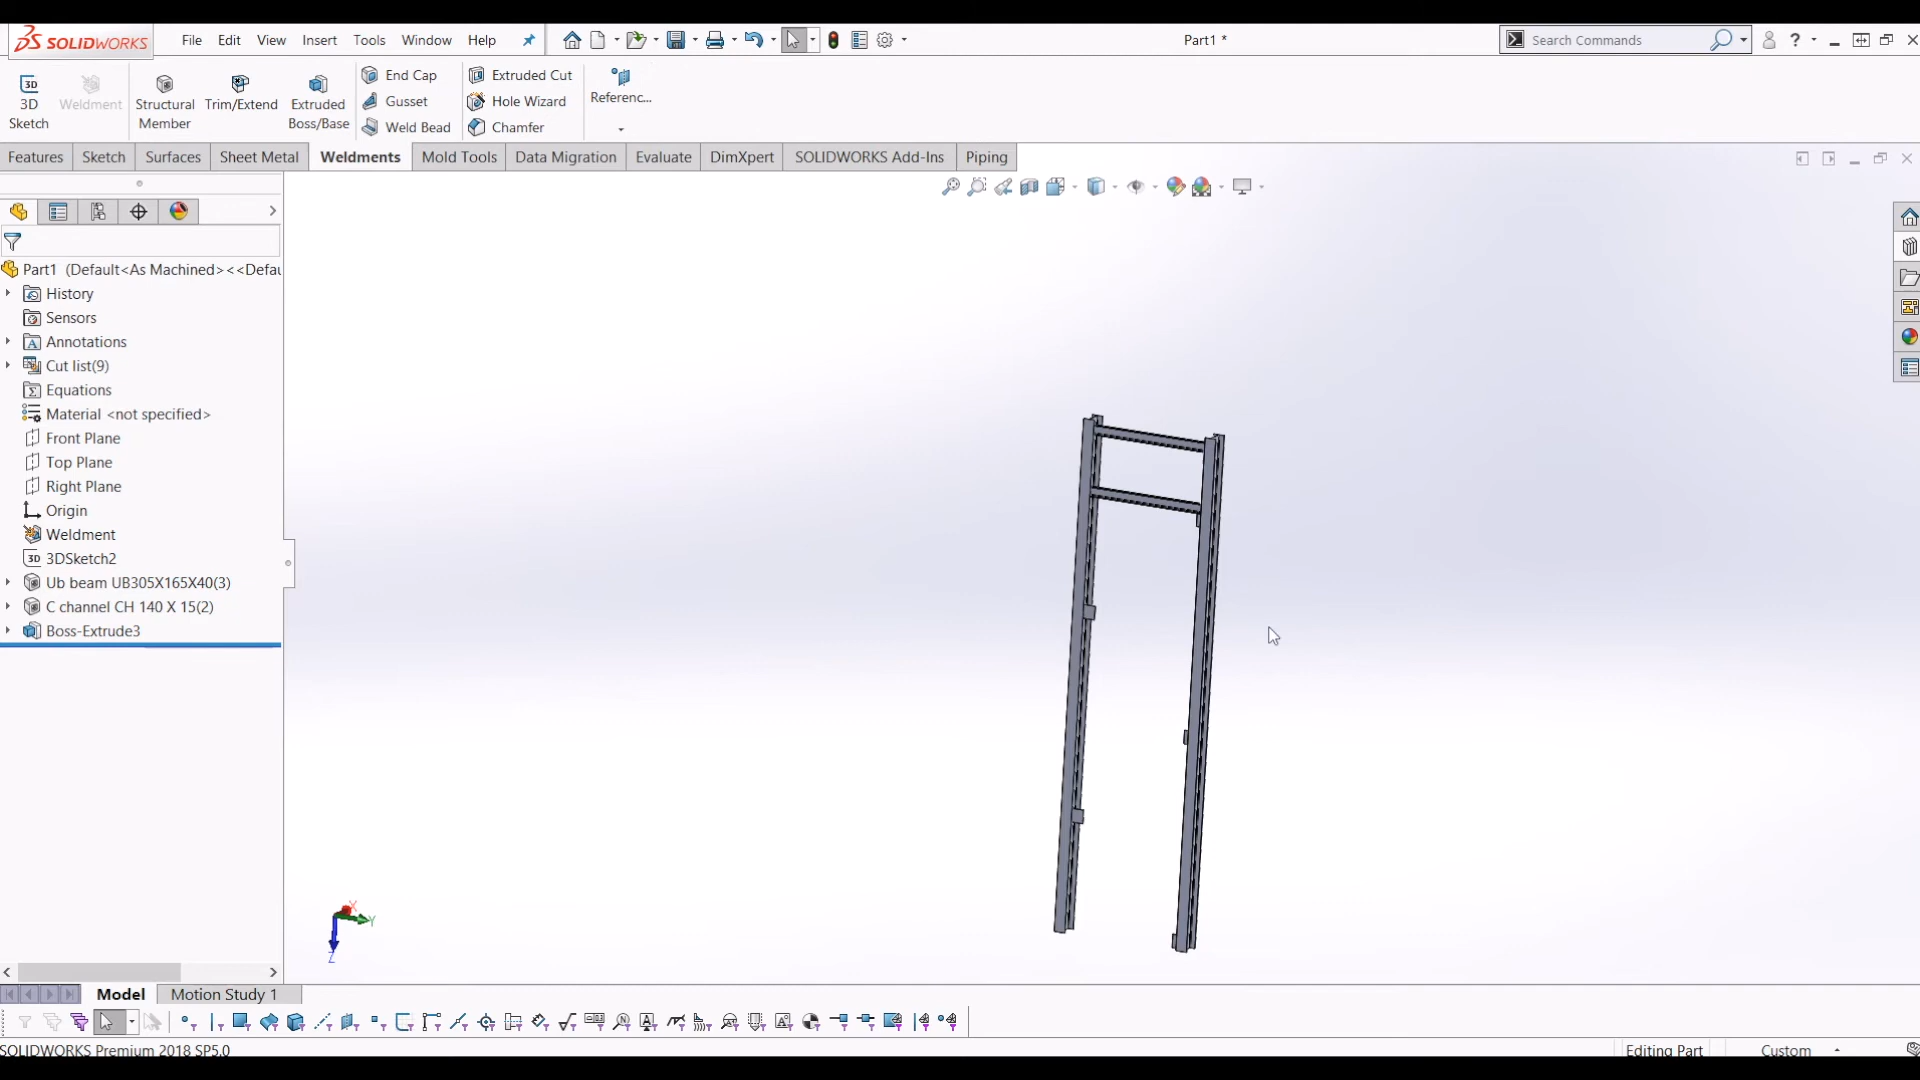 SOLIDWORKS File Edit View Insert Tools Window Help Part1 * Search Commands ?
3D Sketch
Weldment
Structural Member
Trim/Extend
Extruded Boss/Base
End Cap
Gusset
Weld Bead
Extruded Cut
Hole Wizard
Chamfer
Referenc...
Features Sketch Surfaces Sheet Metal Weldments Mold Tools Data Migration Evaluate DimXpert SOLIDWORKS Add-Ins Piping
Part1 (Default<As Machined><<Defau
History
Sensors
Annotations
Cut list(9)
Equations
Material <not specified>
Front Plane
Top Plane
Right Plane
Origin
Weldment
3D 3DSketch2
Ub beam UB305X165X40(3)
C channel CH 140 X 15(2)
Boss-Extrude3
X
Y
Z
Model Motion Study 1
SOLIDWORKS Premium 2018 SP5.0 Editing Part Custom